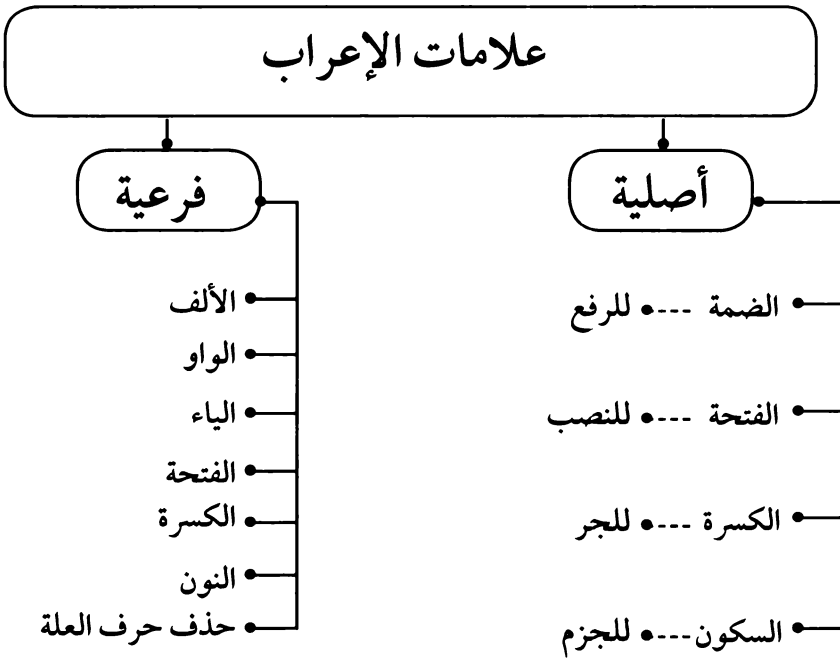 علامات الإعراب
أصلية
الضمة --- للرفع
الفتحة --- للنصب
الكسرة --- للجر
السكون --- للجزم
فرعية
الألف
الواو
الياء
الفتحة
الكسرة
النون
حذف حرف العلة